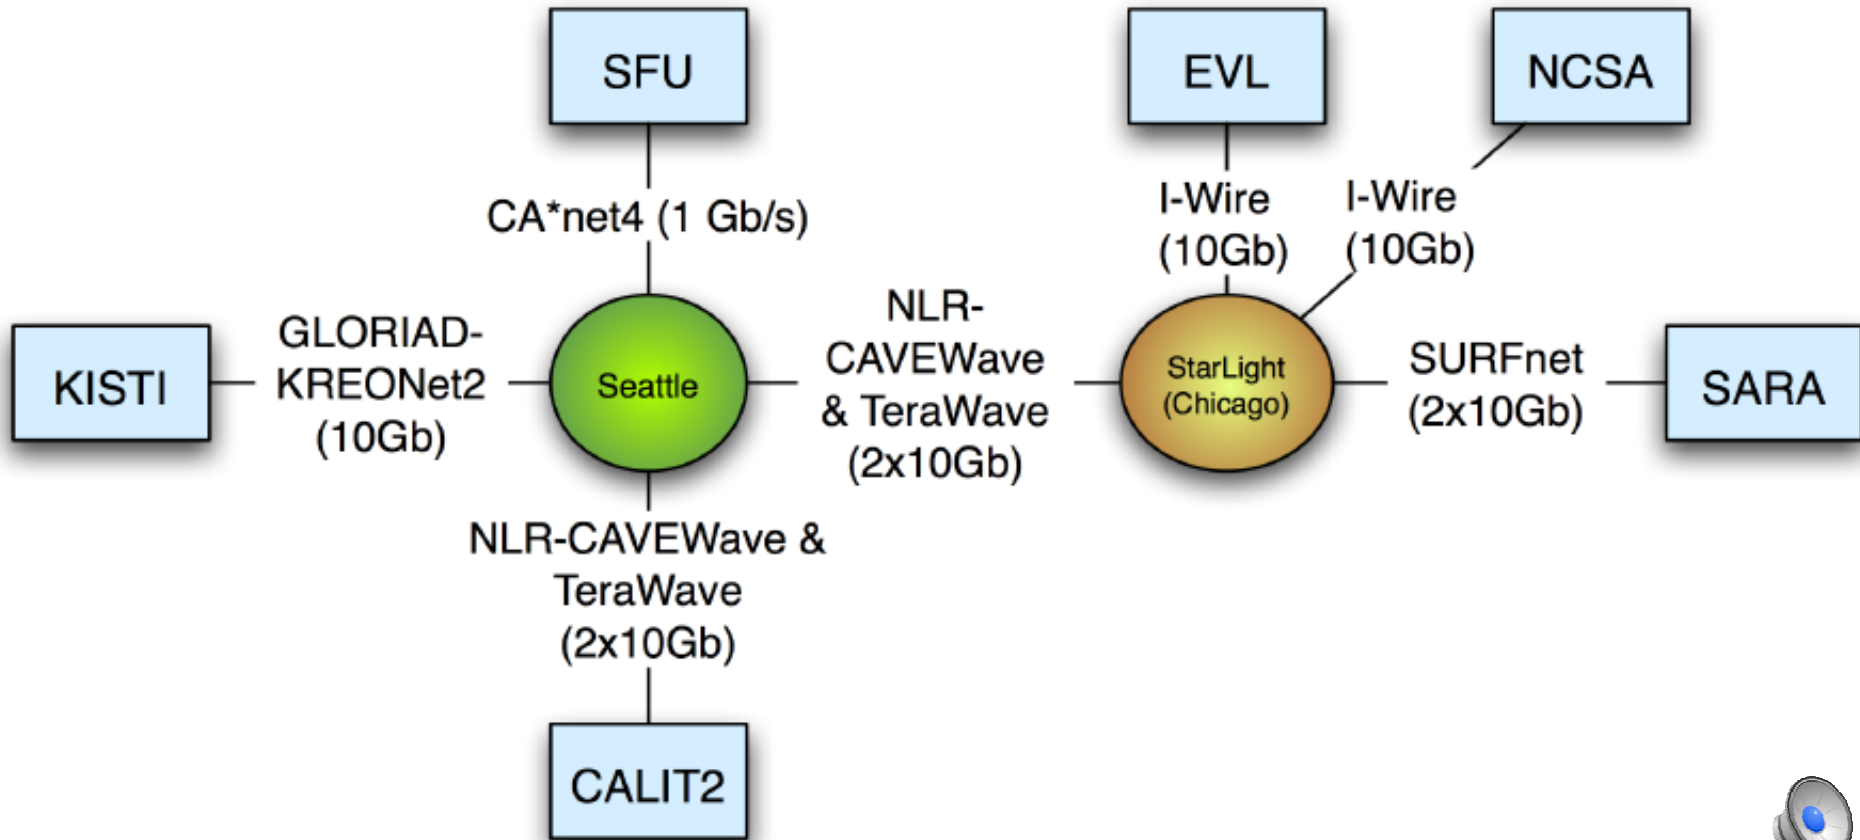 SFU
EVL
NCSA
CA*net4 (1 Gb/s)
I-Wire
(10Gb)
I-Wire
(10Gb)
KISTI
GLORIAD-
KREONet2
(10Gb)
Seattle
NLR-
CAVEWave
& TeraWave
(2x10Gb)
StarLight
(Chicago)
SURFnet
(2x10Gb)
SARA
NLR-CAVEWave &
TeraWave
(2x10Gb)
CALIT2